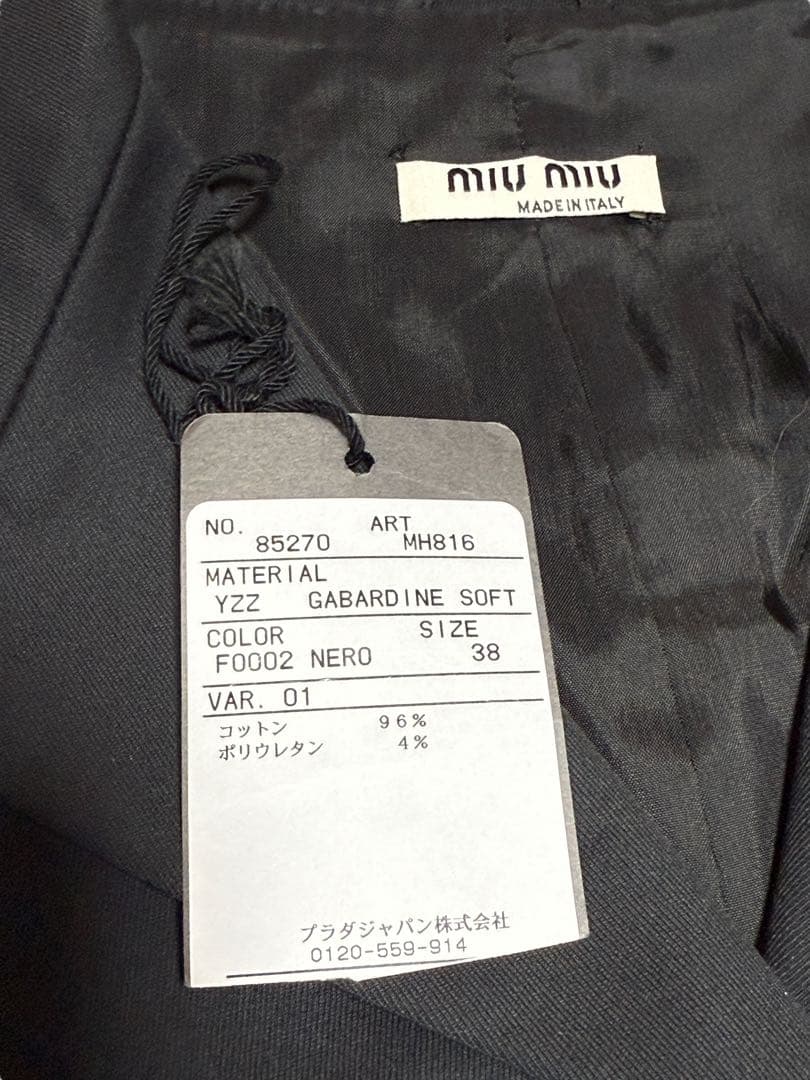 miu miu
MADE IN ITALY
NO. ART
85270 MH816
MATERIAL
YZZ GABARDINE SOFT
COLOR SIZE
F0002 NERO 38
VAR. 01
コットン 96%
ポリウレタン 4%
プラダジャパン株式会社
0120-559-914